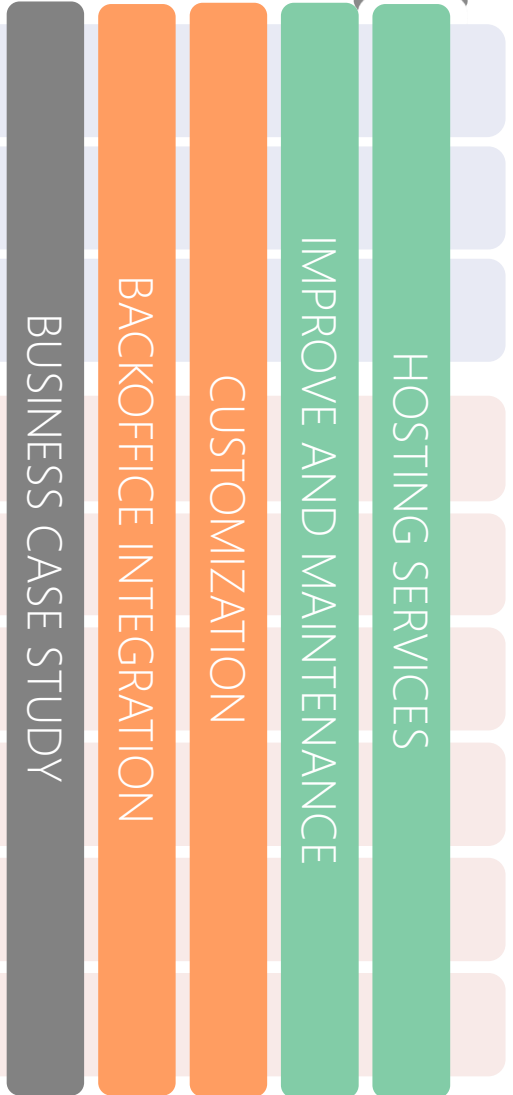 BUSINESS CASE STUDY
BACKOFFICE INTEGRATION
CUSTOMIZATION
IMPROVE AND MAINTENANCE
HOSTING SERVICES